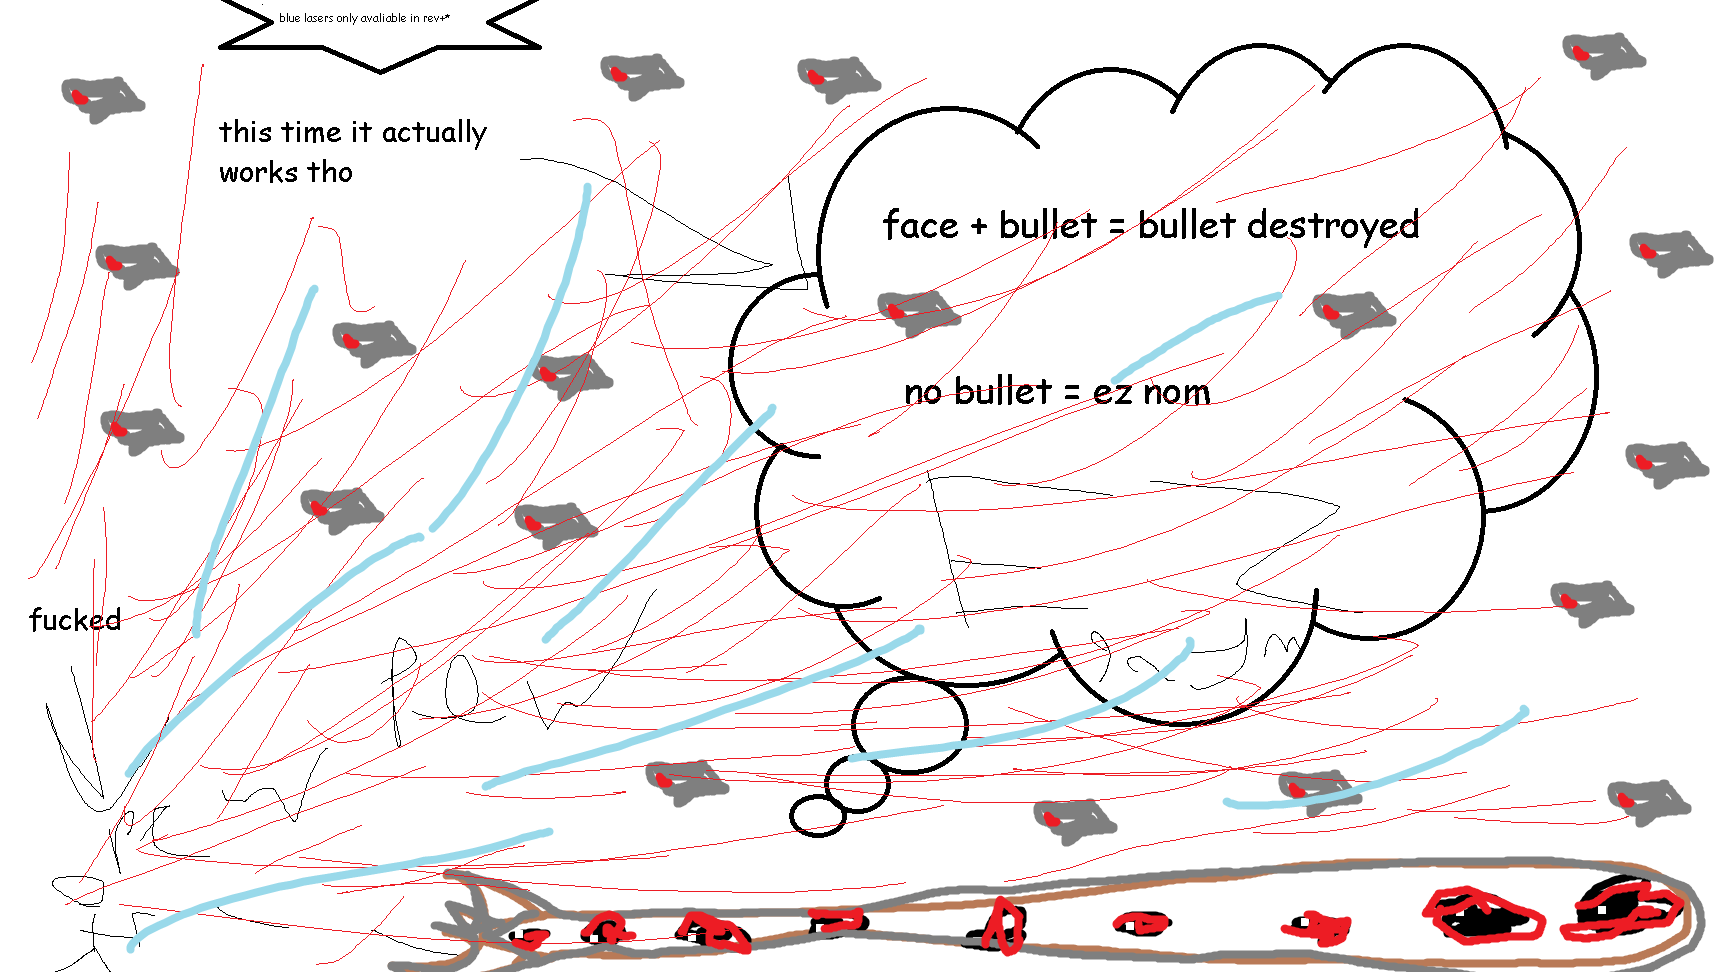 blue lasers only avaliable in rev+*
this time it actually
works tho
face + bullet = bullet destroyed
no bullet = ez nom
fucked
pew